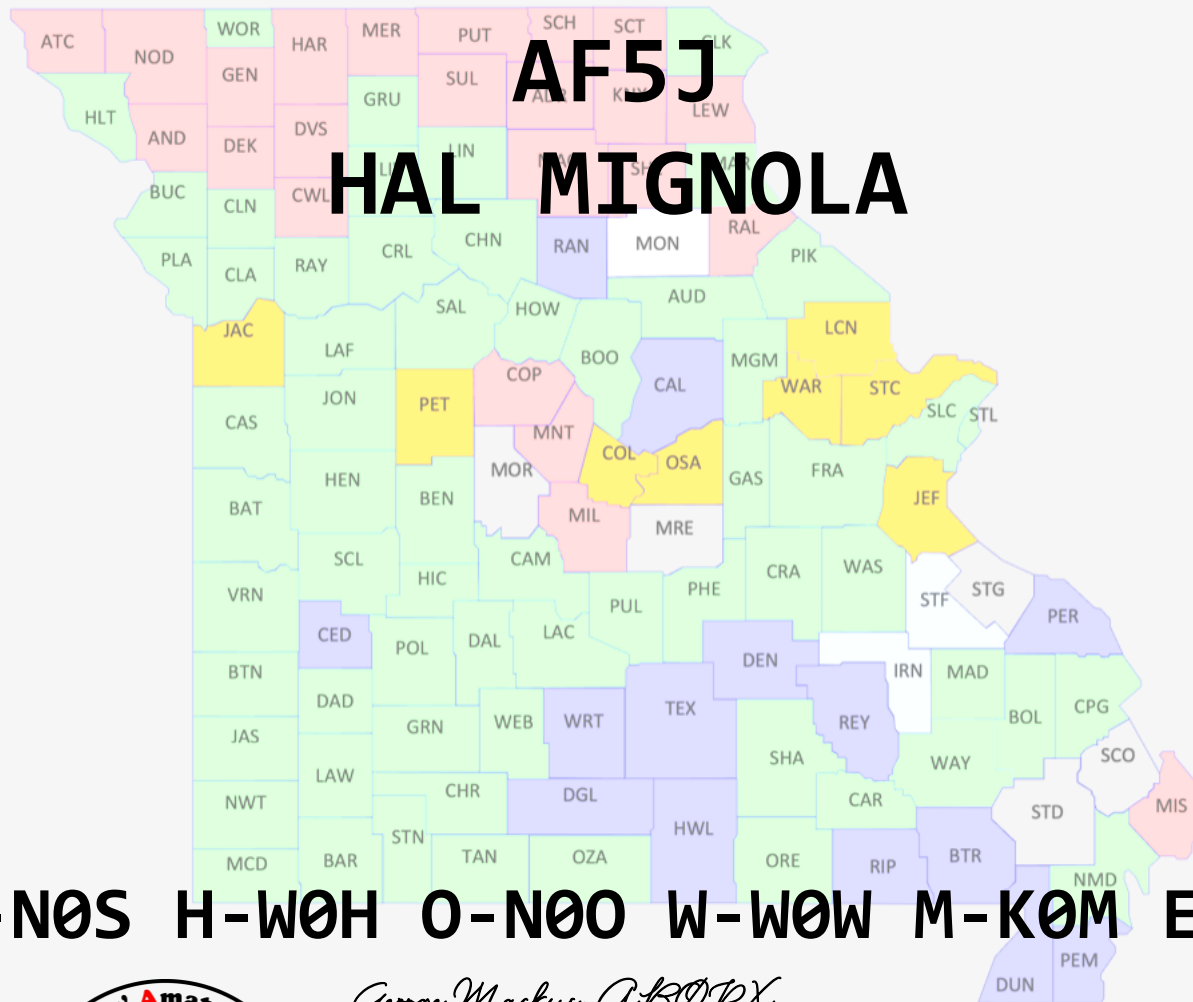 ATC NOD WOR HAR MER PUT SCH SCT CLK
AF5J
GEN SUL ADR KNX LEW
HLT GRU
AND DEK DVS LIN
HAL MIGNOLA
SHL MAR
BUC CLN CWL
PLA CLA RAY CRL CHN RAN MON RAL PIK
JAC LAF SAL HOW AUD LCN
BOO MGM
CAS JON PET COP CAL WAR STC SLC STL
MNT
BAT HEN BEN MOR COL OSA GAS FRA JEF
MIL MRE
VRN SCL HIC CAM PUL PHE CRA WAS STF STG PER
CED POL DAL LAC DEN IRN MAD
BTN DAD GRN WEB WRT TEX REY BOL CPG
JAS LAW CHR DGL SHA WAY SCO
NWT STN HWL CAR STD MIS
MCD BAR TAN OZA ORE RIP BTR NMD
-N0S H-W0H O-N0O W-W0W M-K0M E
DUN PEM